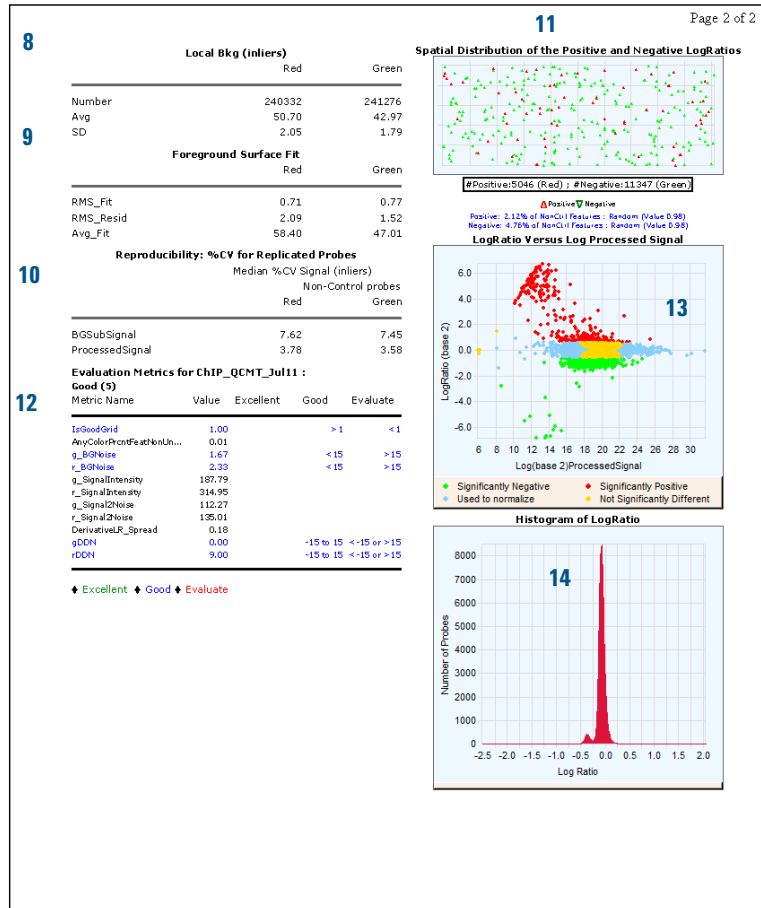 Page 2 of 2
8
Local Bkg (inliers)
Red Green
Number 240332 241276
Avg 50.70 42.97
SD 2.05 1.79
9
Foreground Surface Fit
Red Green
RMS_Fit 0.71 0.77
RMS_Resid 2.09 1.52
Avg_Fit 58.40 47.01
10
Reproducibility: %CV for Replicated Probes
Median %CV Signal (inliers)
Non-Control probes
Red Green
BGSubSignal 7.62 7.45
ProcessedSignal 3.78 3.58
12
Evaluation Metrics for ChIP_QCMT_Jul11 :
Good (5)
Metric Name Value Excellent Good Evaluate
IsGoodGrid 1.00 >1 <1
AnyColorPrcntFeatNonUn... 0.01
g_BGNoise 1.67 <15 >15
r_BGNoise 2.33 <15 >15
g_SignalIntensity 187.79
r_SignalIntensity 314.95
g_Signal2Noise 112.27
r_Signal2Noise 135.01
DerivativeLR_Spread 0.18
gDDN 0.00 -15 to 15 <-15 or >15
rDDN 9.00 -15 to 15 <-15 or >15
♦ Excellent ♦ Good ♦ Evaluate
11
Spatial Distribution of the Positive and Negative LogRatios
#Positive:5046 (Red) ; #Negative:11347 (Green)
Positive Negative
Positive: 2.12% of NonCtrl Features : Random (Value 0.98)
Negative: 4.76% of NonCtrl Features : Random (Value 0.98)
LogRatio Versus Log Processed Signal
13
LogRatio (base 2)
6.0
4.0
2.0
0.0
-2.0
-4.0
-6.0
6 8 10 12 14 16 18 20 22 24 26 28 30
Log(base 2)ProcessedSignal
Significantly Negative Significantly Positive
Used to normalize Not Significantly Different
Histogram of LogRatio
14
Number of Probes
8000
7000
6000
5000
4000
3000
2000
1000
0
-2.5 -2.0 -1.5 -1.0 -0.5 0.0 0.5 1.0 1.5 2.0
Log Ratio